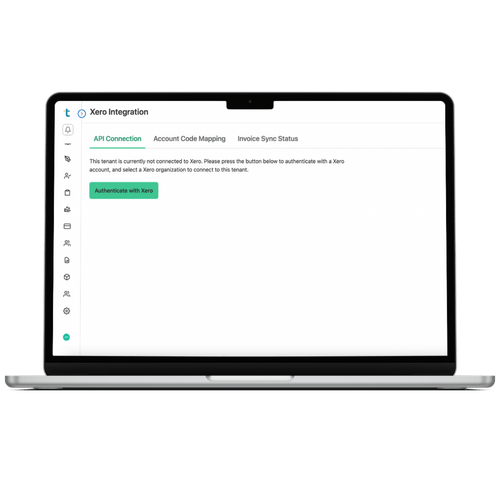 t
Xero Integration
API Connection Account Code Mapping Invoice Sync Status
This tenant is currently not connected to Xero. Please press the button below to authenticate with a Xero
account, and select a Xero organization to connect to this tenant.
Authenticate with Xero